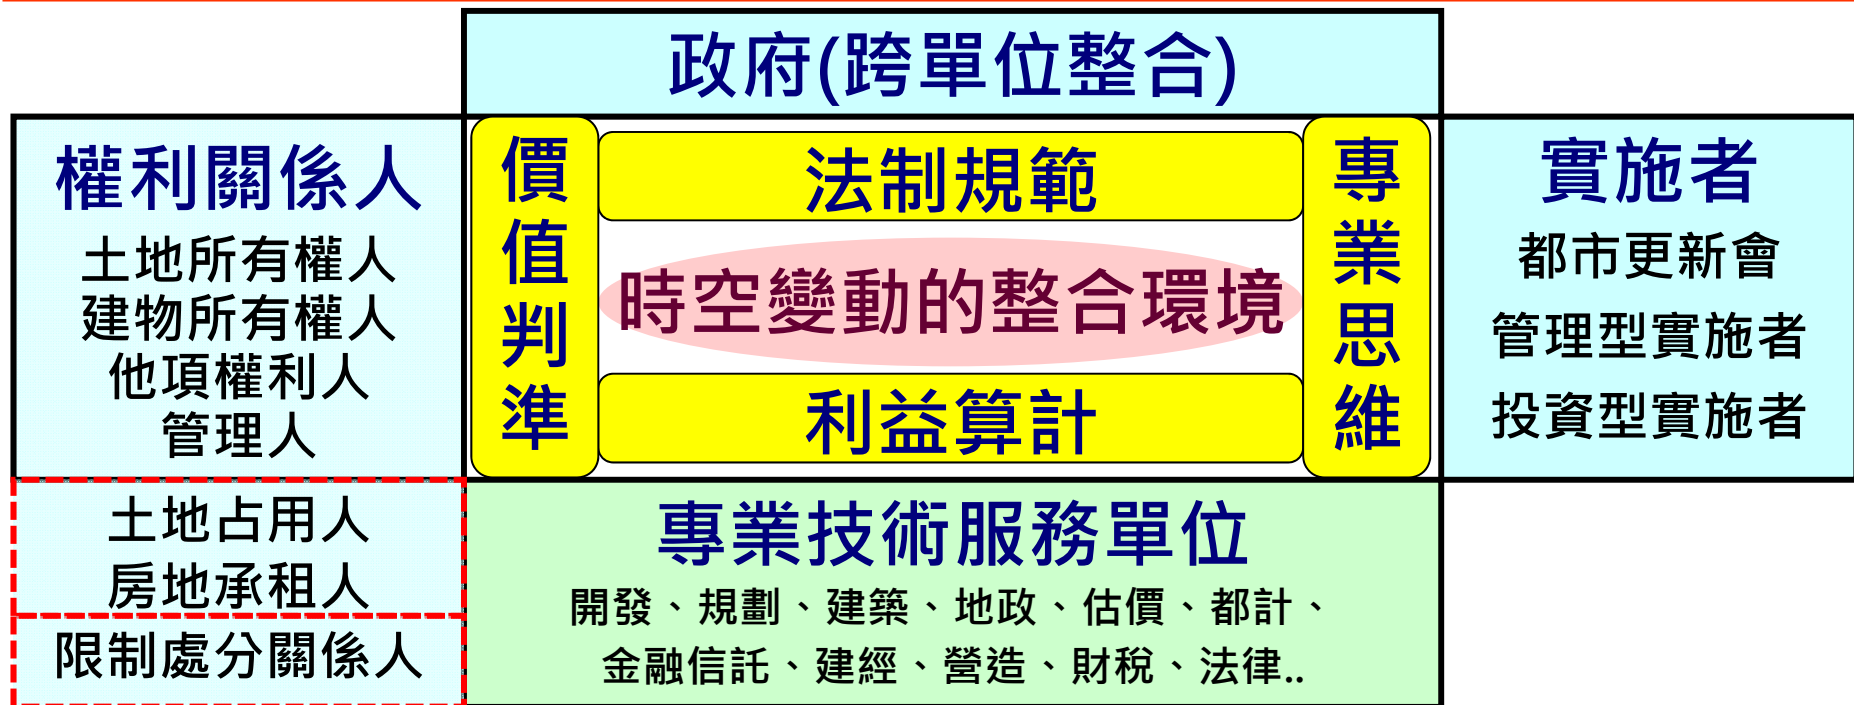 政府(跨單位整合)
權利關係人
土地所有權人
建物所有權人
他項權利人
管理人
土地占用人
房地承租人
限制處分關係人
價值判準
法制規範
時空變動的整合環境
利益算計
專業思維
實施者
都市更新會
管理型實施者
投資型實施者
專業技術服務單位
開發、規劃、建築、地政、估價、都計、
金融信託、建經、營造、財稅、法律..